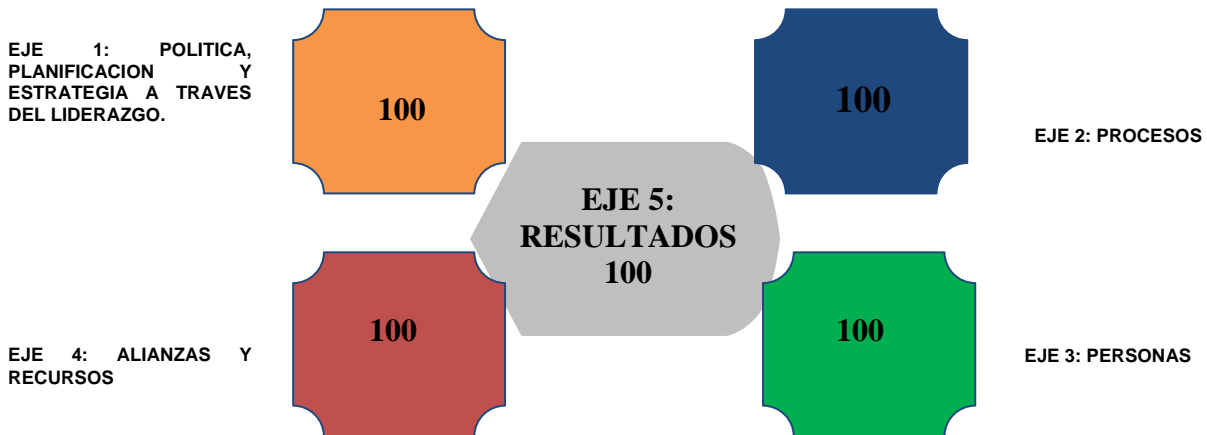 EJE 1: POLITICA,
PLANIFICACION Y
ESTRATEGIA A TRAVES
DEL LIDERAZGO.
100
100
EJE 2: PROCESOS
EJE 5:
RESULTADOS
100
EJE 4: ALIANZAS Y
RECURSOS
100
100
EJE 3: PERSONAS